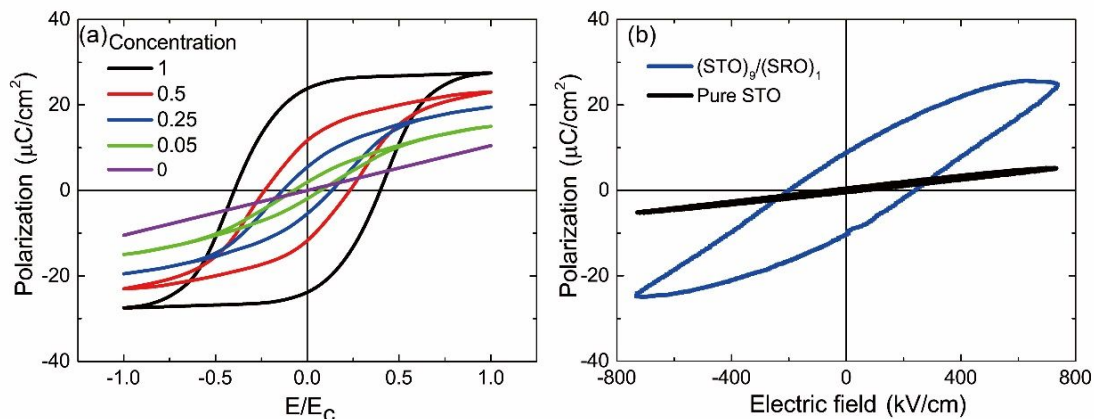 (a) Concentration
1
0.5
0.25
0.05
0
Polarization (μC/cm²)
40
20
0
-20
-40
-1.0 -0.5 0.0 0.5 1.0
E/E_C
(b)
(STO)₉/(SRO)₁
Pure STO
Polarization (μC/cm²)
40
20
0
-20
-40
-800 -400 0 400 800
Electric field (kV/cm)